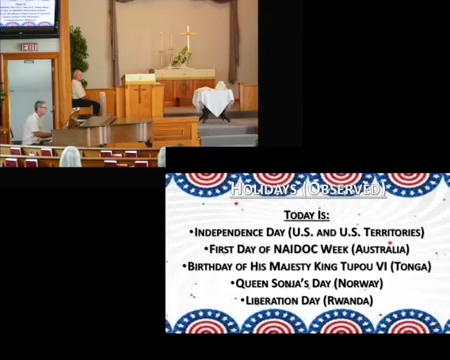 EXIT
Holidays (Observed)
Today Is:
•Independence Day (U.S. and U.S. Territories)
•First Day of NAIDOC Week (Australia)
•Birthday of His Majesty King Tupou VI (Tonga)
•Queen Sonja's Day (Norway)
•Liberation Day (Rwanda)